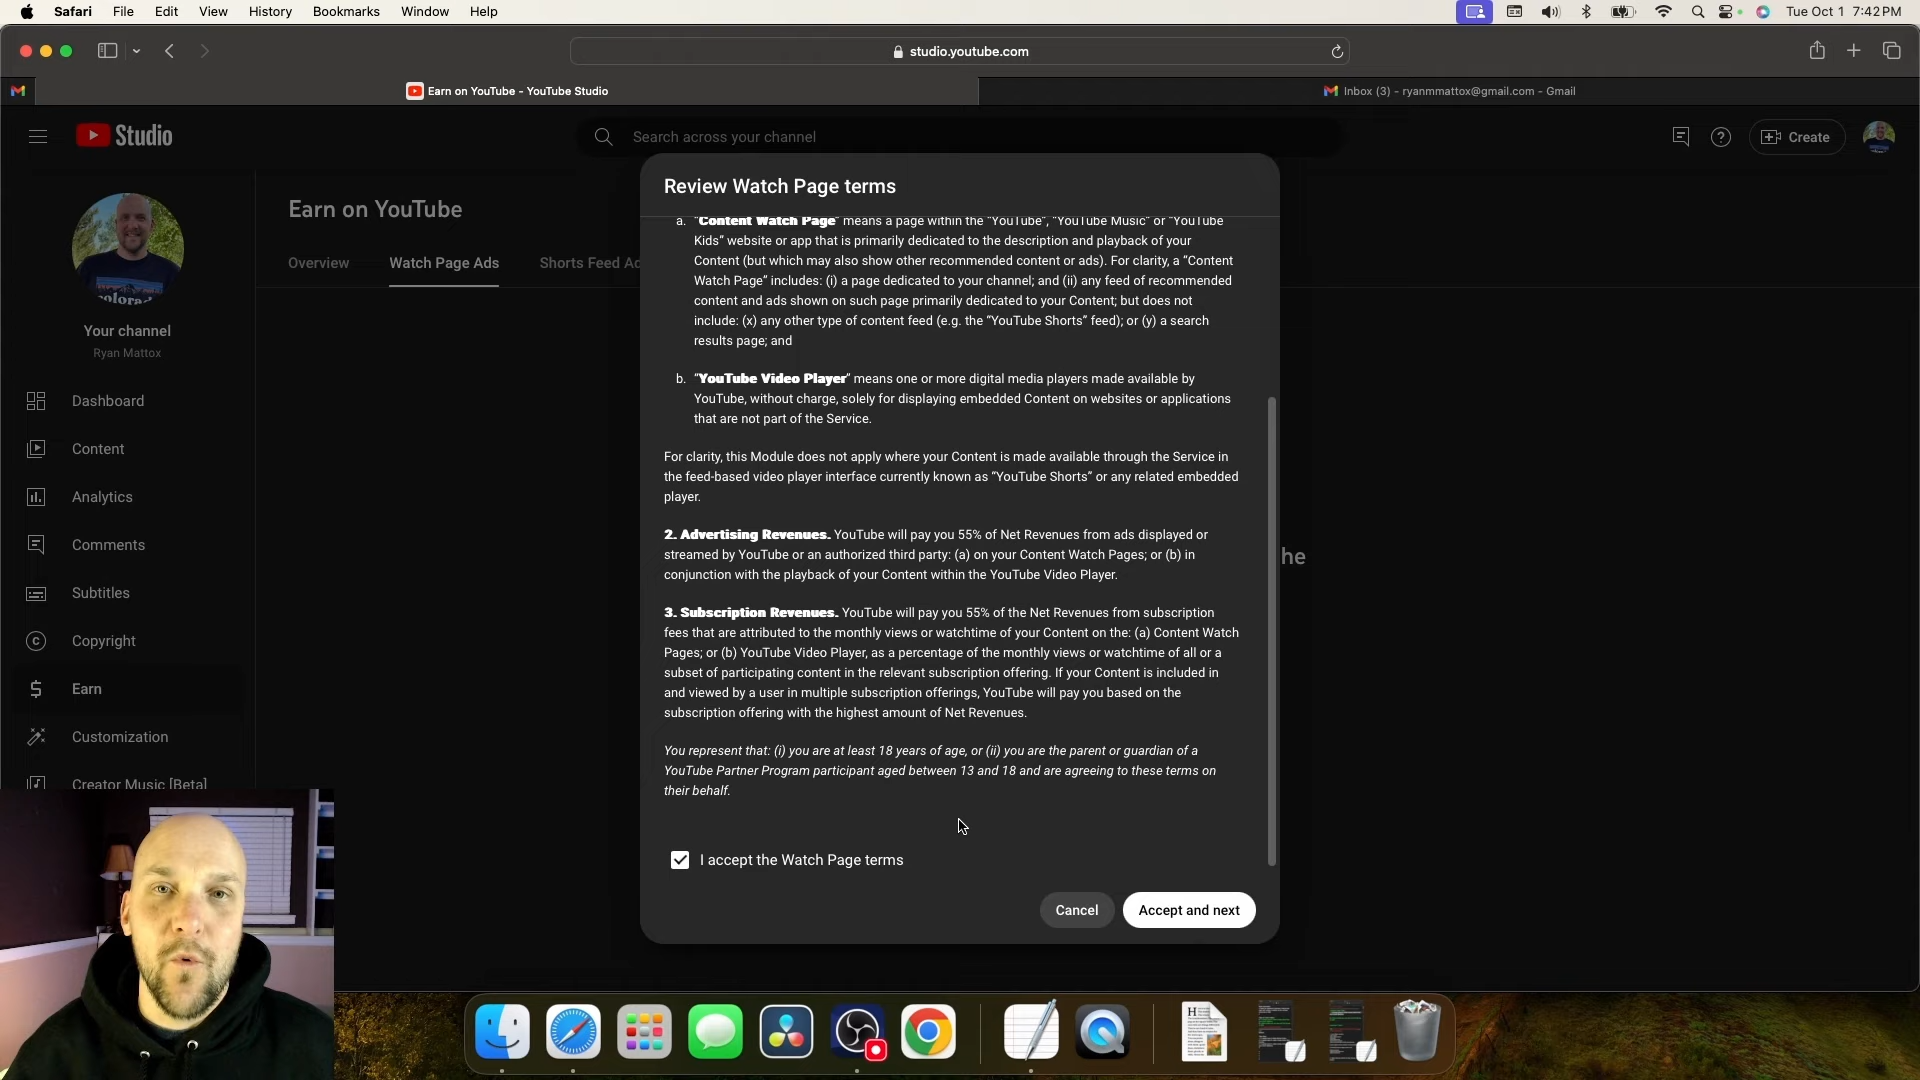 Safari File Edit View History Bookmarks Window Help
Tue Oct 1 7:42 PM
studio.youtube.com
Earn on YouTube - YouTube Studio
Inbox (3) - ryanmmattox@gmail.com - Gmail
Studio
Search across your channel
Create
Earn on YouTube
Overview
Watch Page Ads
Shorts Feed Ad
Your channel
Ryan Mattox
Dashboard
Content
Analytics
Comments
Subtitles
Copyright
Earn
Customization
Creator Music [Beta]
he
Review Watch Page terms
a. “Content Watch Page” means a page within the “YouTube”, “YouTube Music” or “YouTube
Kids” website or app that is primarily dedicated to the description and playback of your
Content (but which may also show other recommended content or ads). For clarity, a “Content
Watch Page” includes: (i) a page dedicated to your channel; and (ii) any feed of recommended
content and ads shown on such page primarily dedicated to your Content; but does not
include: (x) any other type of content feed (e.g. the “YouTube Shorts” feed); or (y) a search
results page; and
b. “YouTube Video Player” means one or more digital media players made available by
YouTube, without charge, solely for displaying embedded Content on websites or applications
that are not part of the Service.
For clarity, this Module does not apply where your Content is made available through the Service in
the feed-based video player interface currently known as “YouTube Shorts” or any related embedded
player.
2. Advertising Revenues. YouTube will pay you 55% of Net Revenues from ads displayed or
streamed by YouTube or an authorized third party: (a) on your Content Watch Pages; or (b) in
conjunction with the playback of your Content within the YouTube Video Player.
3. Subscription Revenues. YouTube will pay you 55% of the Net Revenues from subscription
fees that are attributed to the monthly views or watchtime of your Content on the: (a) Content Watch
Pages; or (b) YouTube Video Player, as a percentage of the monthly views or watchtime of all or a
subset of participating content in the relevant subscription offering. If your Content is included in
and viewed by a user in multiple subscription offerings, YouTube will pay you based on the
subscription offering with the highest amount of Net Revenues.
You represent that: (i) you are at least 18 years of age, or (ii) you are the parent or guardian of a
YouTube Partner Program participant aged between 13 and 18 and are agreeing to these terms on
their behalf.
I accept the Watch Page terms
Cancel
Accept and next